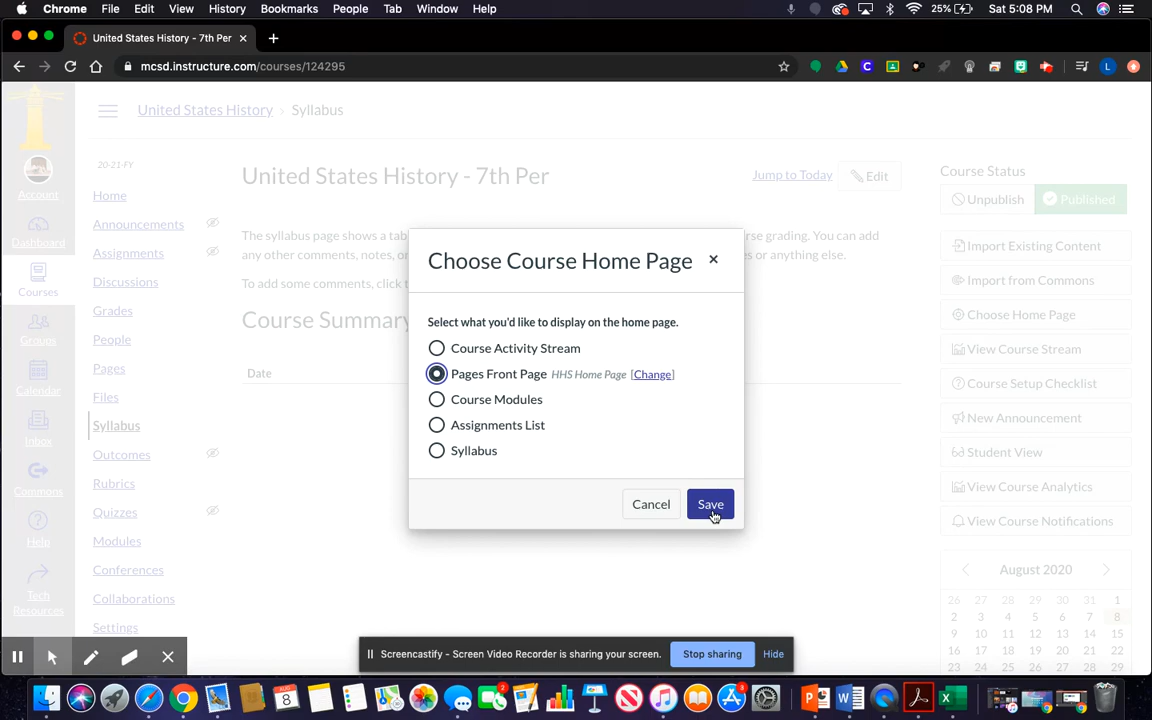 Chrome File Edit View History Bookmarks People Tab Window Help 25% Sat 5:08 PM
United States History - 7th Per
mcsd.instructure.com/courses/124295
United States History › Syllabus
20-21-FY
Account
Dashboard
Courses
Groups
Calendar
Inbox
Commons
Help
Tech Resources
Home
Announcements
Assignments
Discussions
Grades
People
Pages
Files
Syllabus
Outcomes
Rubrics
Quizzes
Modules
Conferences
Collaborations
Settings
United States History - 7th Per
Jump to Today Edit
The syllabus page shows a tab rse grading. You can add
any other comments, notes, or es or anything else.
To add some comments, click t
Course Summary
Date
Choose Course Home Page ×
Select what you'd like to display on the home page.
Course Activity Stream
Pages Front Page HHS Home Page [Change]
Course Modules
Assignments List
Syllabus
Cancel Save
Course Status
Unpublish Published
Import Existing Content
Import from Commons
Choose Home Page
View Course Stream
Course Setup Checklist
New Announcement
Student View
View Course Analytics
View Course Notifications
August 2020
26 27 28 29 30 31 1
2 3 4 5 6 7 8
9 10 11 12 13 14 15
16 17 18 19 20 21 22
23 24 25 26 27 28 29
Screencastify - Screen Video Recorder is sharing your screen. Stop sharing Hide